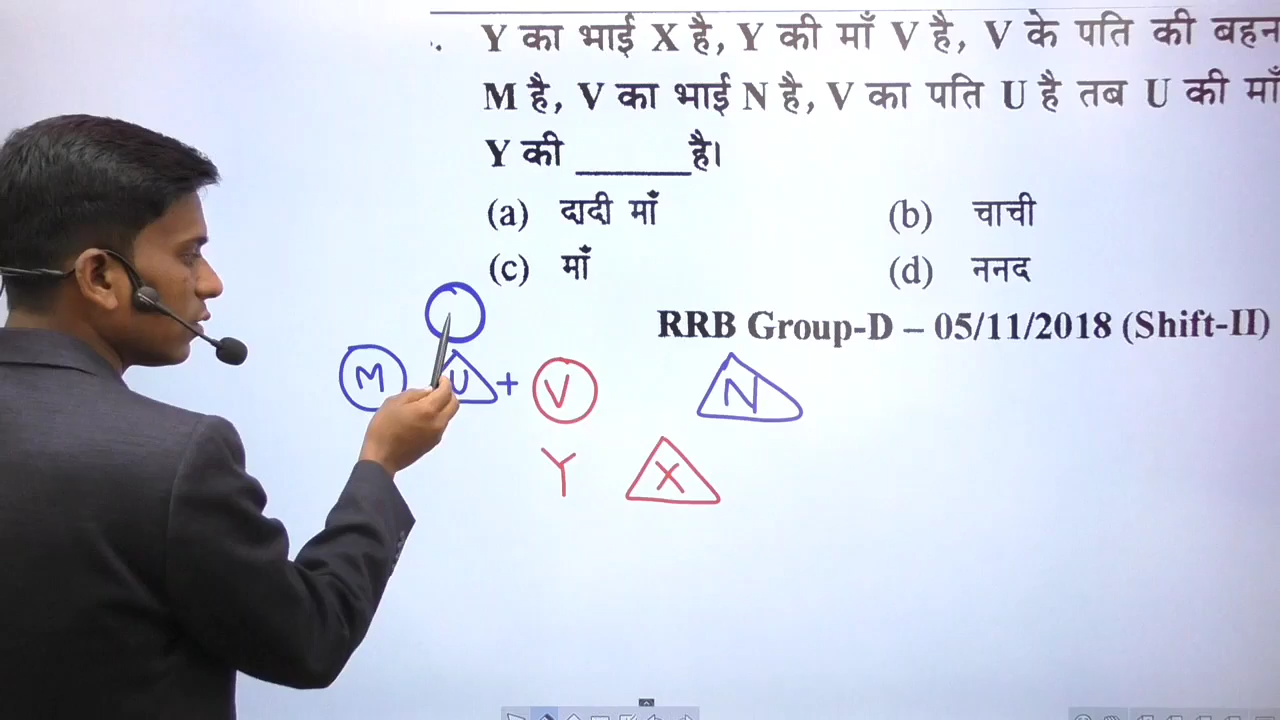 Y का भाई X है, Y की माँ V है, V के पति की बहन
M है, V का भाई N है, V का पति U है तब U की माँ
Y की ______ है।
(a) दादी माँ (b) चाची
(c) माँ (d) ननद
RRB Group-D – 05/11/2018 (Shift-II)
M U + V N
Y X